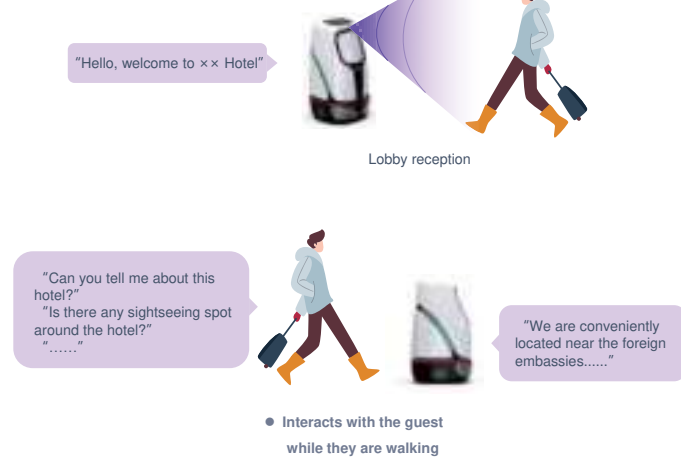 "Hello, welcome to ×× Hotel"
Lobby reception
"Can you tell me about this
hotel?"
"Is there any sightseeing spot
around the hotel?"
"......"
"We are conveniently
located near the foreign
embassies......"
● Interacts with the guest
while they are walking